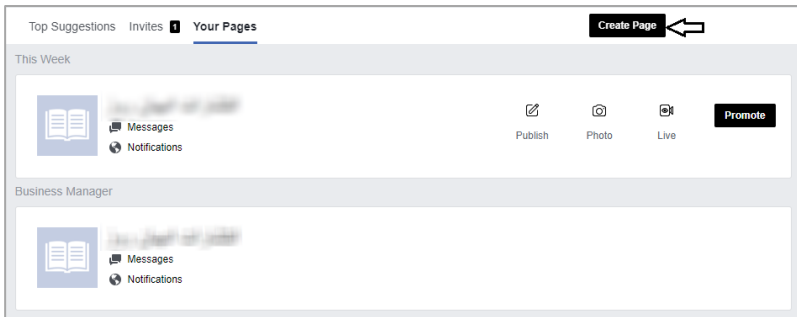 Top Suggestions Invites 1 Your Pages Create Page
This Week
Messages
Notifications
Publish Photo Live Promote
Business Manager
Messages
Notifications